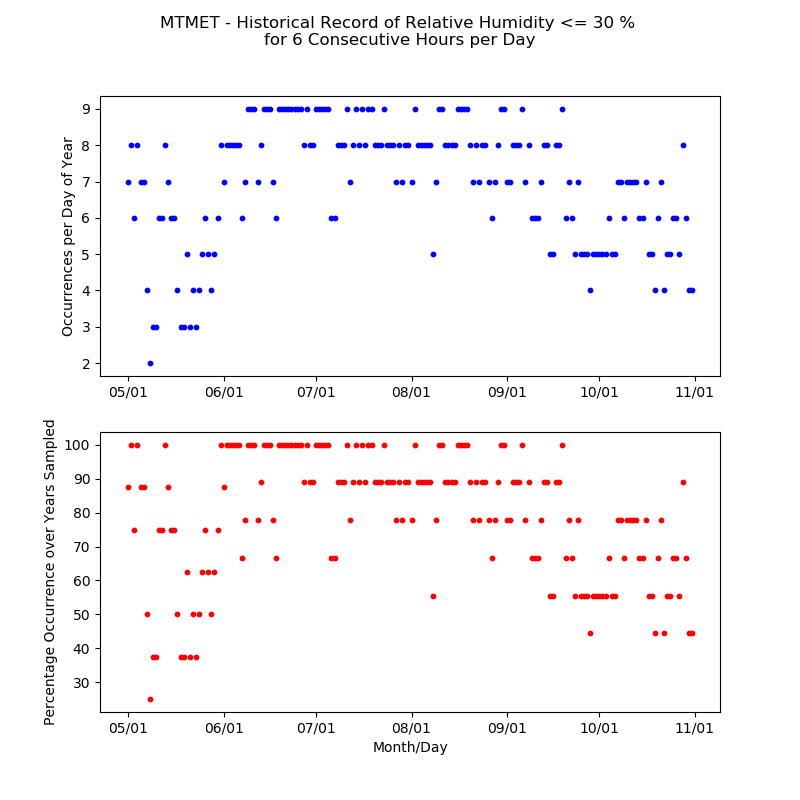 MTMET - Historical Record of Relative Humidity <= 30 %
for 6 Consecutive Hours per Day
Occurrences per Day of Year
9
8
7
6
5
4
3
2
05/01 06/01 07/01 08/01 09/01 10/01 11/01
Percentage Occurrence over Years Sampled
100
90
80
70
60
50
40
30
05/01 06/01 07/01 08/01 09/01 10/01 11/01
Month/Day